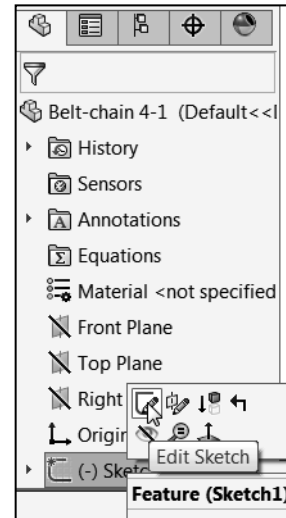 Belt-chain 4-1 (Default<<
History
Sensors
A Annotations
Σ Equations
Material <not specified
Front Plane
Top Plane
Right
Origin
Edit Sketch
(-) Sketc
Feature (Sketch1)